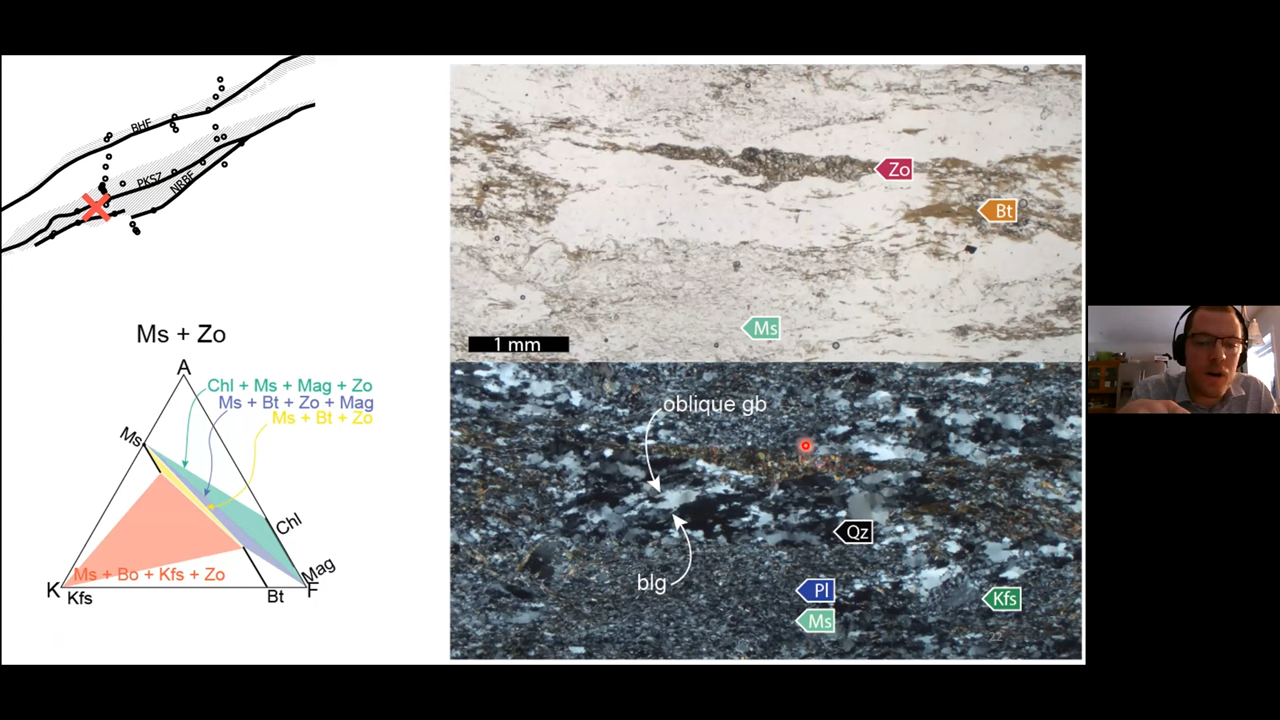 BHF
PKSZ
NRBF
Ms + Zo
A
Chl + Ms + Mag + Zo
Ms + Bt + Zo + Mag
Ms + Bt + Zo
Ms
Chl
Mag
Ms + Bo + Kfs + Zo
K
Kfs
Bt
F
Zo
Bt
Ms
1 mm
oblique gb
Qz
blg
Pl
Kfs
Ms
22